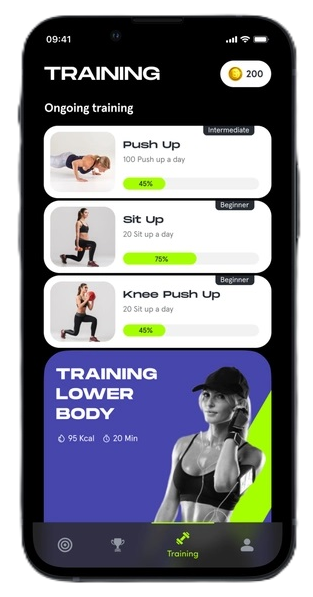 09:41
TRAINING
200
Ongoing training
Intermediate
Push Up
100 Push up a day
45%
Beginner
Sit Up
20 Sit up a day
75%
Beginner
Knee Push Up
20 Sit up a day
45%
TRAINING
LOWER
BODY
95 Kcal
20 Min
Training